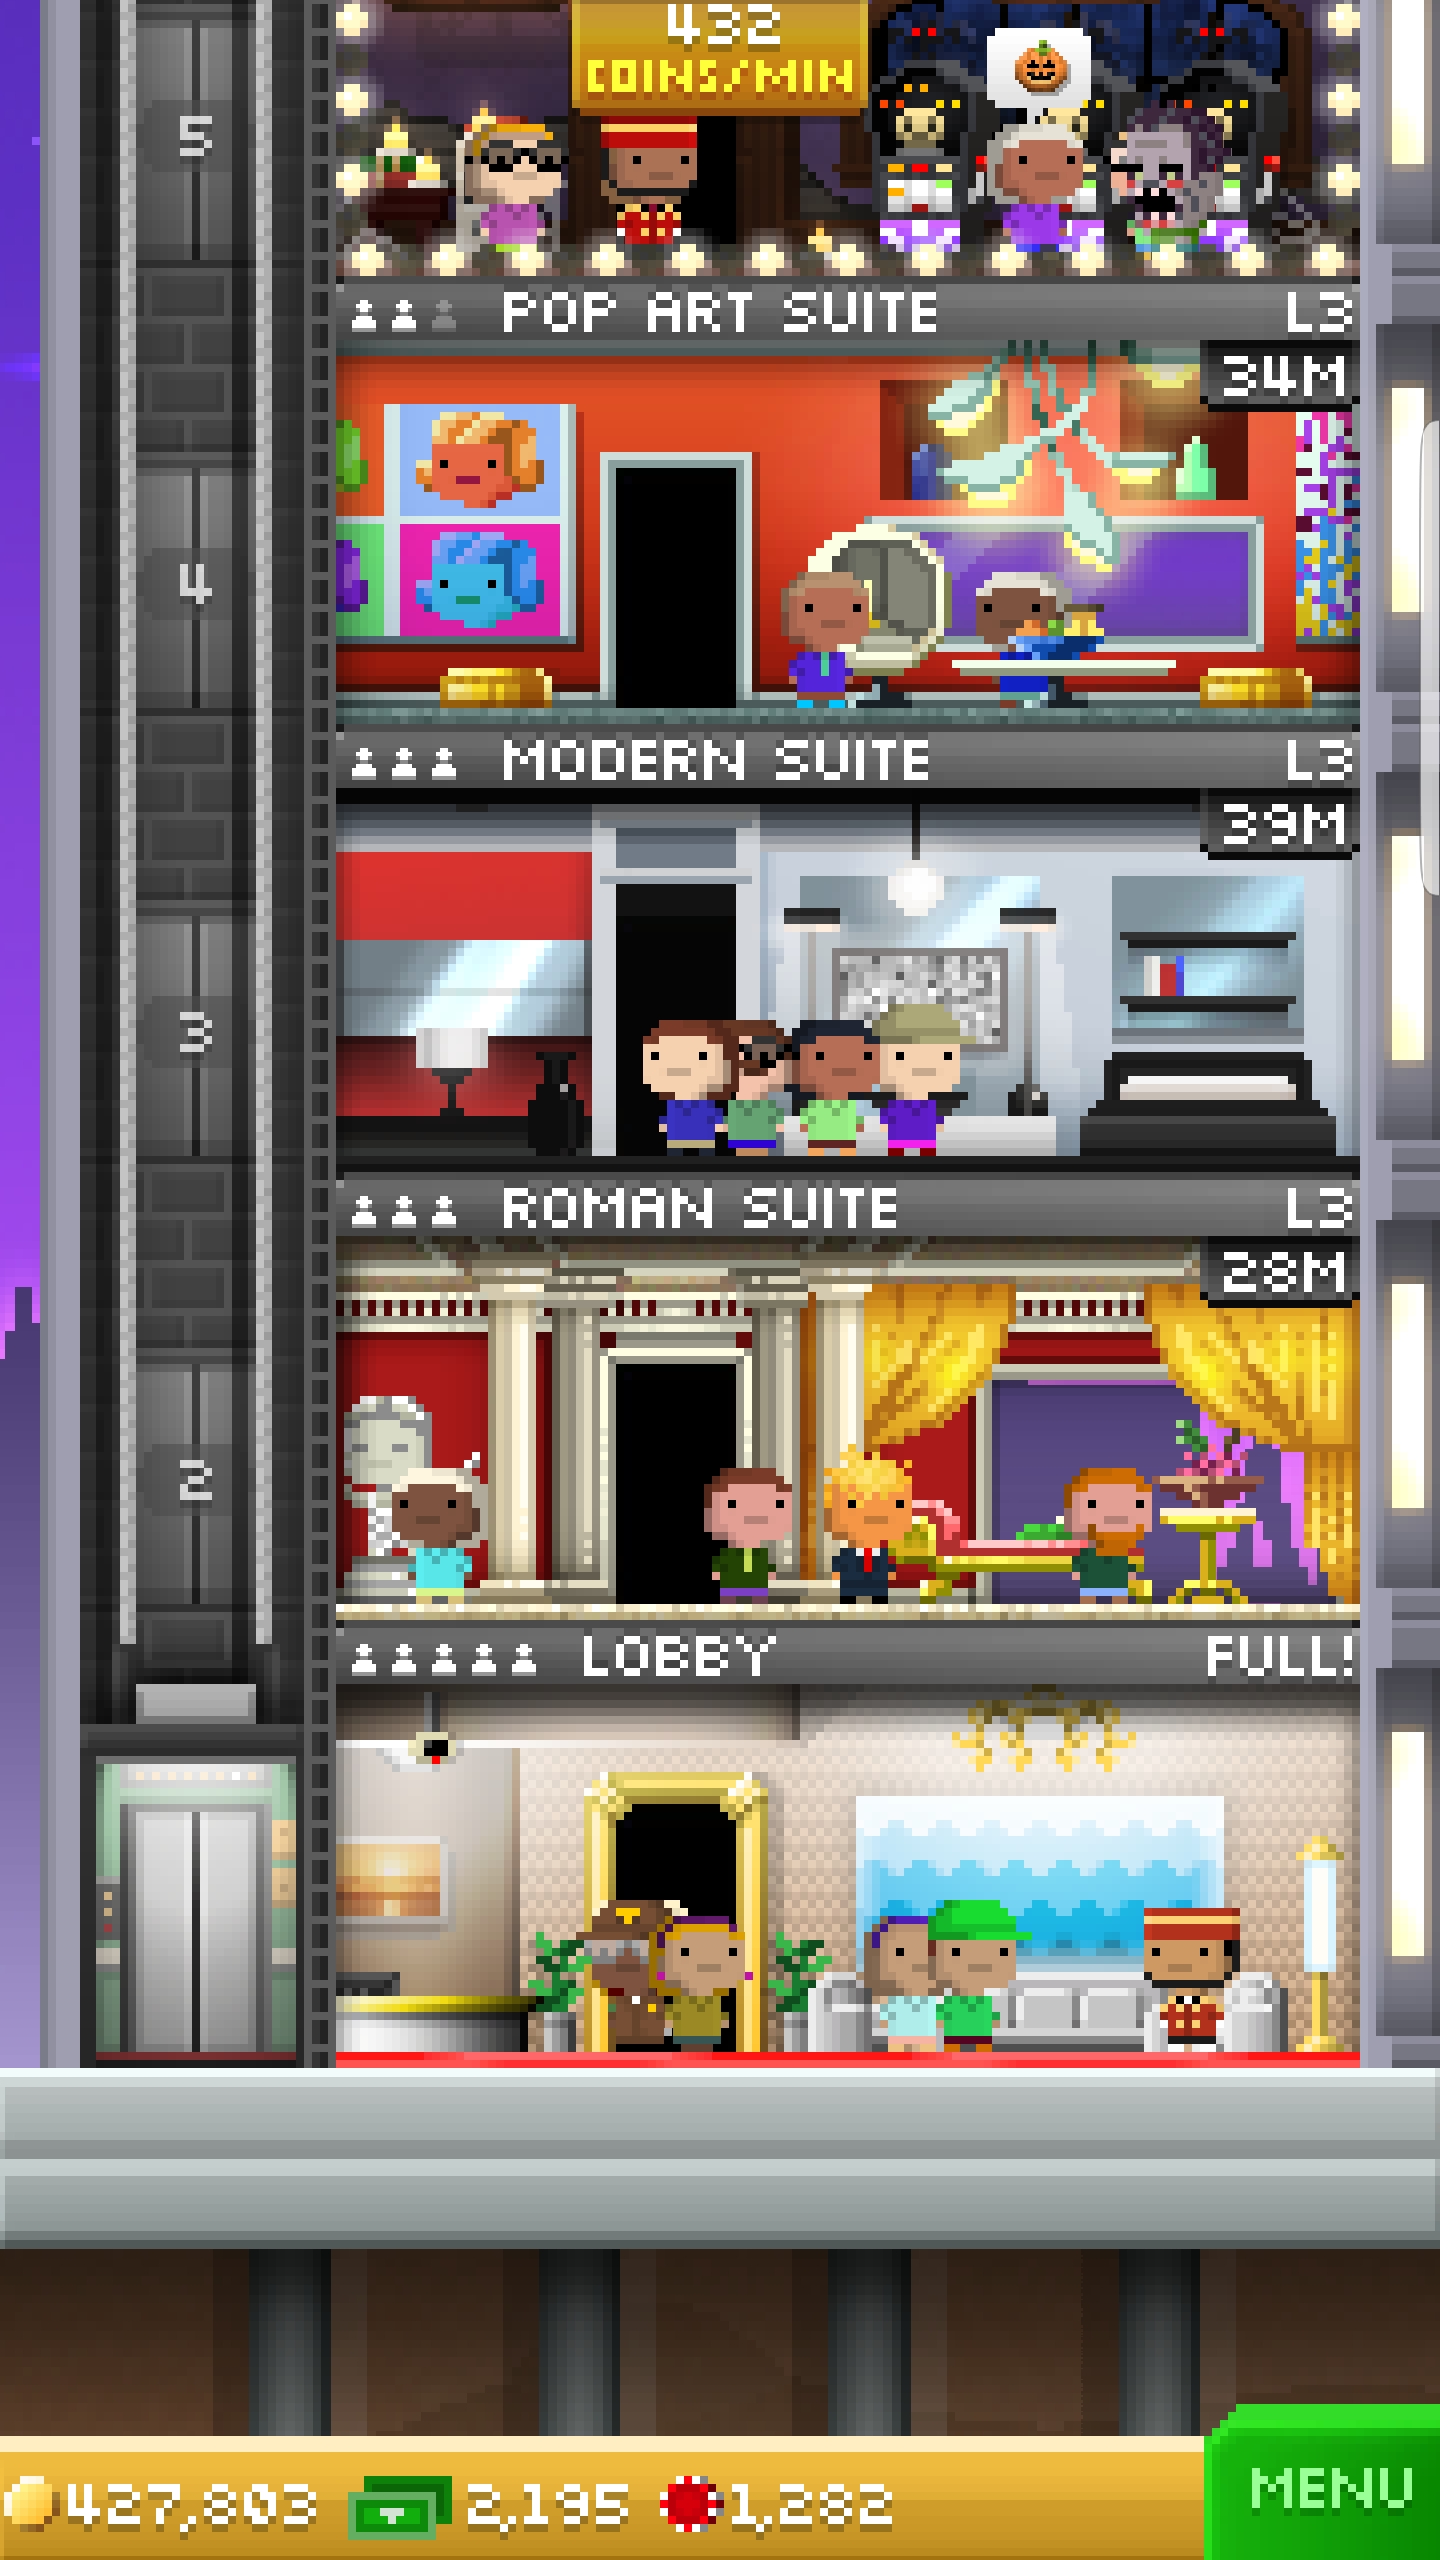 432
COINS/MIN
5
POP ART SUITE L3
34M
4
MODERN SUITE L3
39M
3
ROMAN SUITE L3
28M
2
LOBBY FULL!
427,803 2,195 1,282
MENU